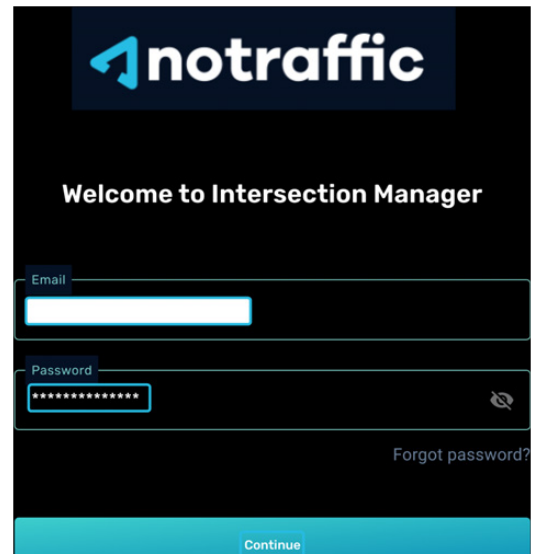 notraffic
Welcome to Intersection Manager
Email
Password
**************
Forgot password?
Continue